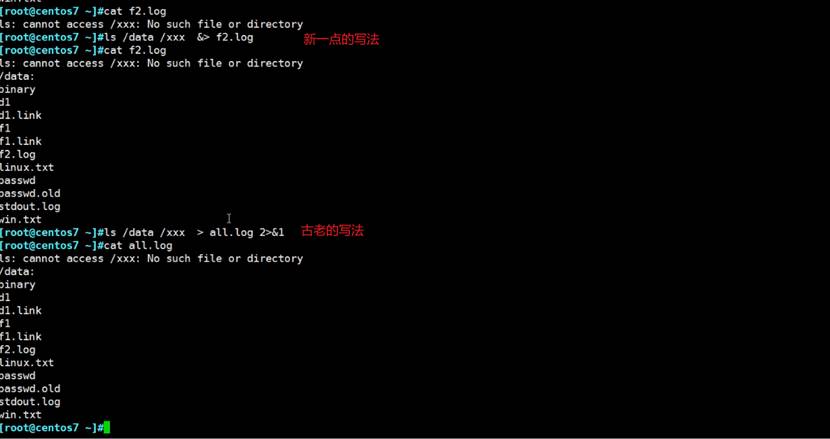 win.txt
[root@centos7 ~]#cat f2.log
ls: cannot access /xxx: No such file or directory
[root@centos7 ~]#ls /data /xxx  &> f2.log 新一点的写法
[root@centos7 ~]#cat f2.log
ls: cannot access /xxx: No such file or directory
/data:
binary
d1
d1.link
f1
f1.link
f2.log
linux.txt
passwd
passwd.old
stdout.log
win.txt
[root@centos7 ~]#ls /data /xxx  > all.log 2>&1 古老的写法
[root@centos7 ~]#cat all.log
ls: cannot access /xxx: No such file or directory
/data:
binary
d1
d1.link
f1
f1.link
f2.log
linux.txt
passwd
passwd.old
stdout.log
win.txt
[root@centos7 ~]#